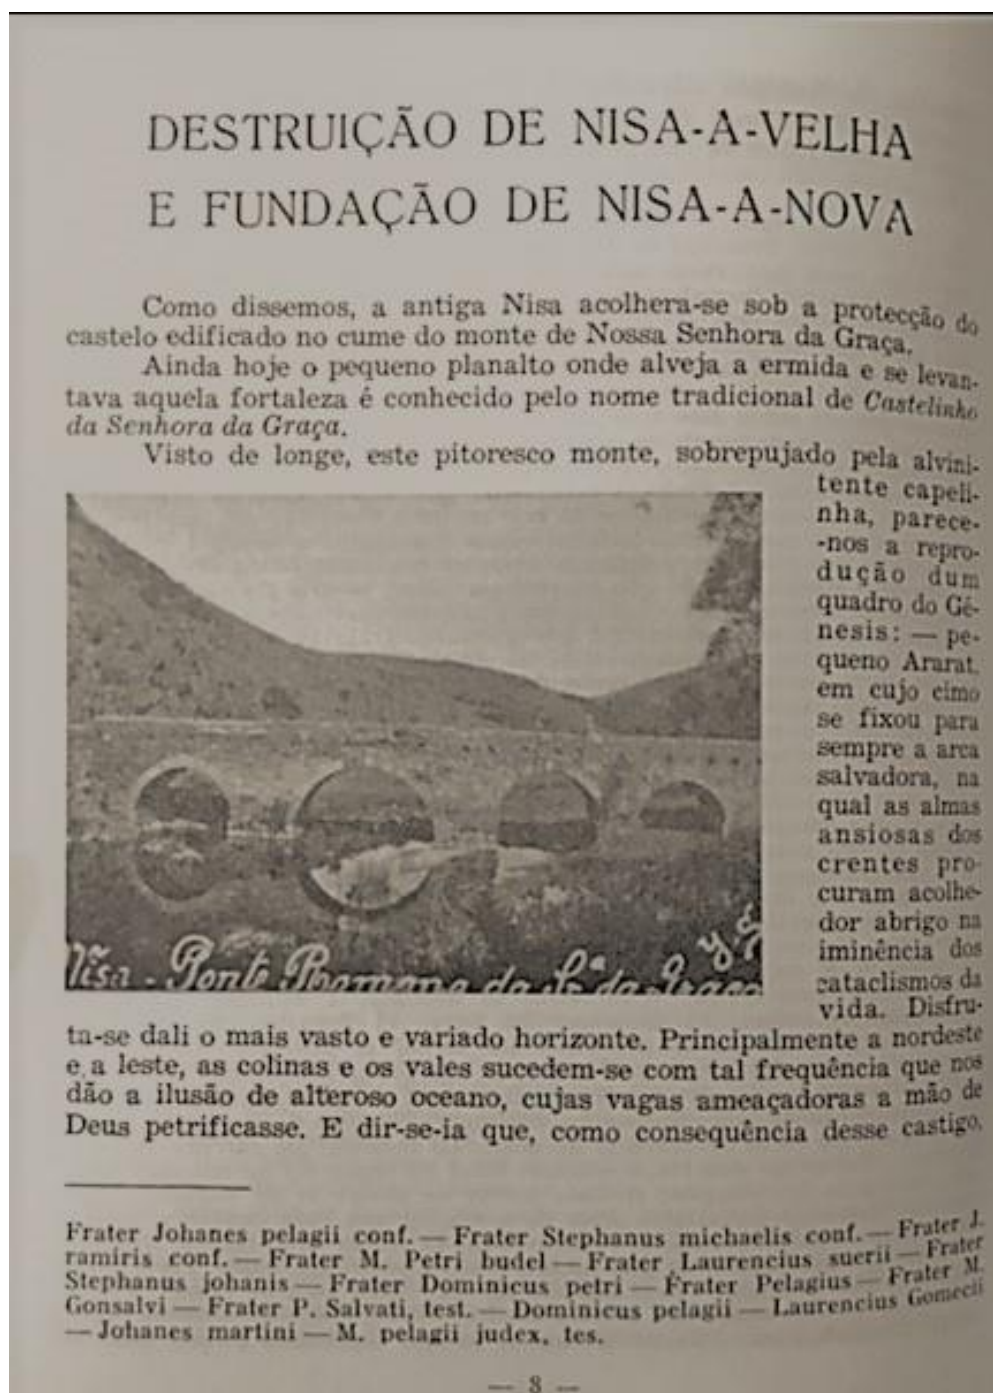 DESTRUIÇÃO DE NISA-A-VELHA
E FUNDAÇÃO DE NISA-A-NOVA
Como dissemos, a antiga Nisa acolhera-se sob a protecção do
castelo edificado no cume do monte de Nossa Senhora da Graça.
Ainda hoje o pequeno planalto onde alveja a ermida e se levan-
tava aquela fortaleza é conhecido pelo nome tradicional de Castelinho
da Senhora da Graça.
Visto de longe, este pitoresco monte, sobrepujado pela alvini-
tente capeli-
nha, parece-
-nos a repro-
dução dum
quadro do Gé-
nesis: — pe-
queno Ararat,
em cujo cimo
se fixou para
sempre a arca
salvadora, na
qual as almas
ansiosas dos
crentes pro-
curam acolhe-
dor abrigo na
iminência dos
cataclismos da
vida. Disfru-
Nisa - Ponte Rhomana da Sª da Graça
ta-se dali o mais vasto e variado horizonte. Principalmente a nordeste
e a leste, as colinas e os vales sucedem-se com tal frequência que nos
dão a ilusão de alteroso oceano, cujas vagas ameaçadoras a mão de
Deus petrificasse. E dir-se-ia que, como consequência desse castigo,
Frater Johanes pelagii conf. — Frater Stephanus michaelis conf. — Frater J.
ramiris conf. — Frater M. Petri budel — Frater Laurencius suerii — Frater
Stephanus johanis — Frater Dominicus petri — Frater Pelagius — Frater M.
Gonsalvi — Frater P. Salvati, test. — Dominicus pelagii — Laurencius Gomecii
— Johanes martini — M. pelagii judex, tes.
— 8 —